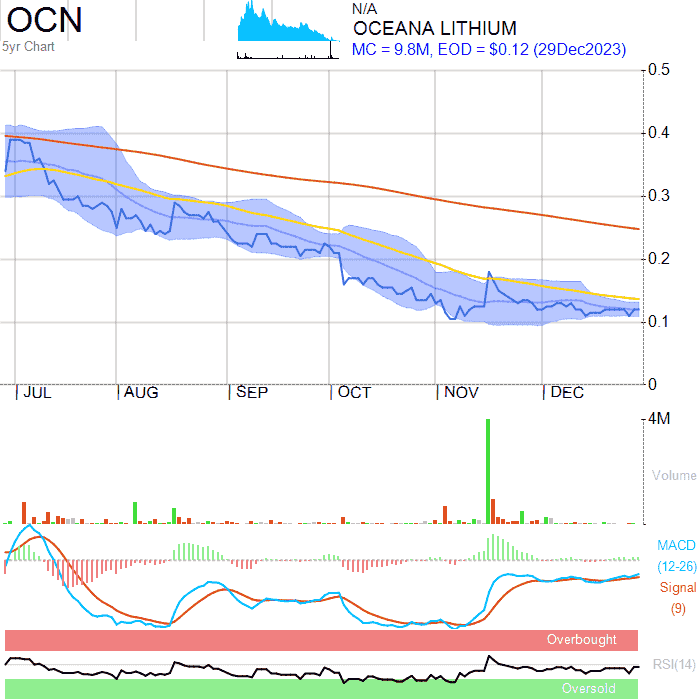 OCN
5yr Chart
N/A
OCEANA LITHIUM
MC = 9.8M, EOD = $0.12 (29Dec2023)
0.5
0.4
0.3
0.2
0.1
0
JUL AUG SEP OCT NOV DEC
4M
Volume
MACD
(12-26)
Signal
(9)
Overbought
RSI(14)
Oversold